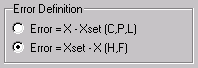 Error Definition
Error = X - Xset (C,P,L)
Error = Xset - X (H,F)